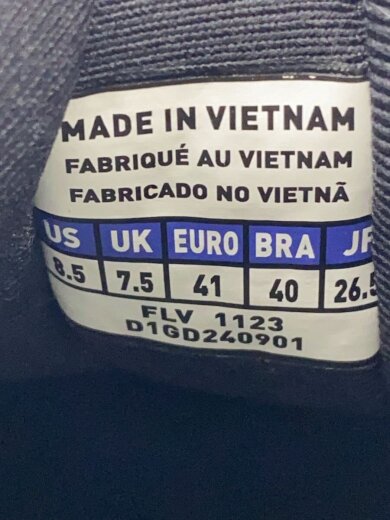 MADE IN VIETNAM
FABRIQUÉ AU VIETNAM
FABRICADO NO VIETNÃ
US UK EURO BRA JP
8.5 7.5 41 40 26.5
FLV 1123
D1GD240901